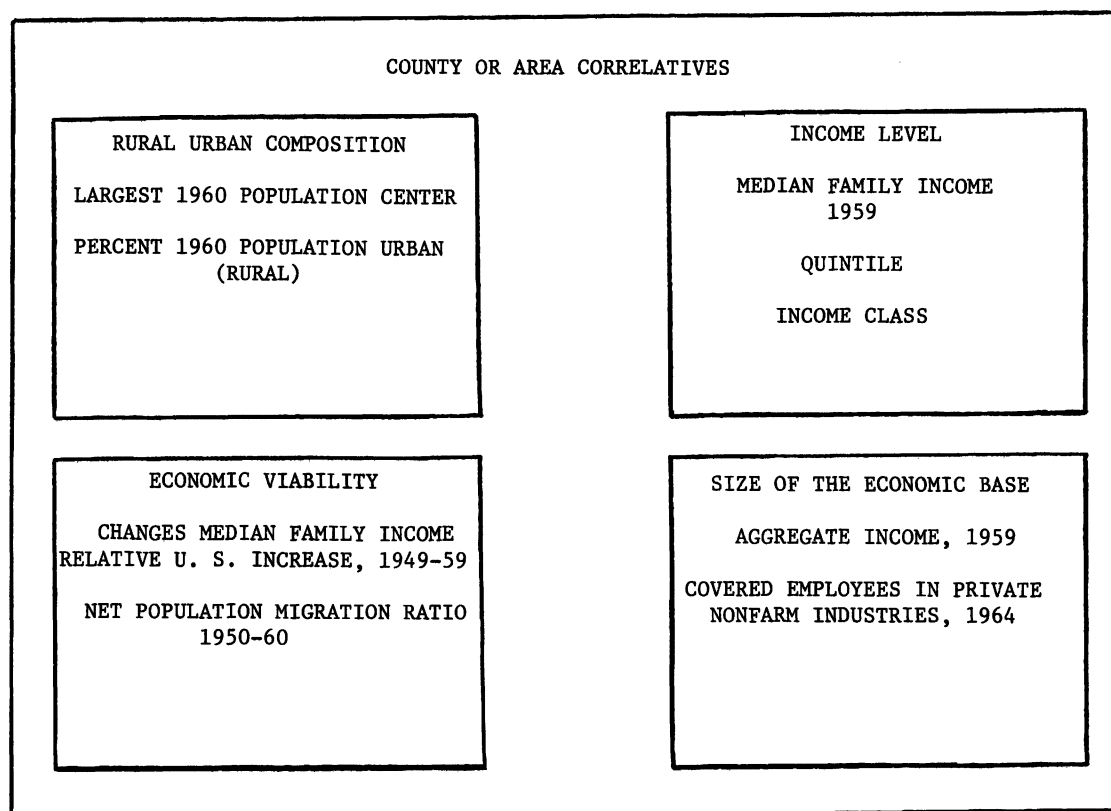 COUNTY OR AREA CORRELATIVES
RURAL URBAN COMPOSITION
LARGEST 1960 POPULATION CENTER
PERCENT 1960 POPULATION URBAN
(RURAL)
INCOME LEVEL
MEDIAN FAMILY INCOME
1959
QUINTILE
INCOME CLASS
ECONOMIC VIABILITY
CHANGES MEDIAN FAMILY INCOME
RELATIVE U. S. INCREASE, 1949-59
NET POPULATION MIGRATION RATIO
1950-60
SIZE OF THE ECONOMIC BASE
AGGREGATE INCOME, 1959
COVERED EMPLOYEES IN PRIVATE
NONFARM INDUSTRIES, 1964